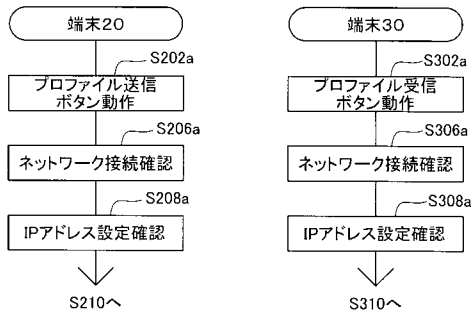 端末20
S202a
プロファイル送信
ボタン動作
S206a
ネットワーク接続確認
S208a
IPアドレス設定確認
S210へ
端末30
S302a
プロファイル受信
ボタン動作
S306a
ネットワーク接続確認
S308a
IPアドレス設定確認
S310へ